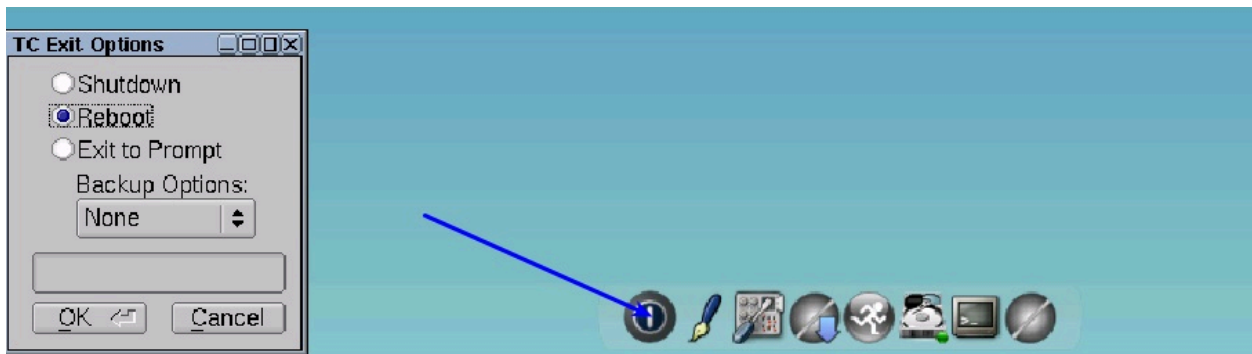 TC Exit Options
Shutdown
Reboot
Exit to Prompt
Backup Options:
None
OK
Cancel